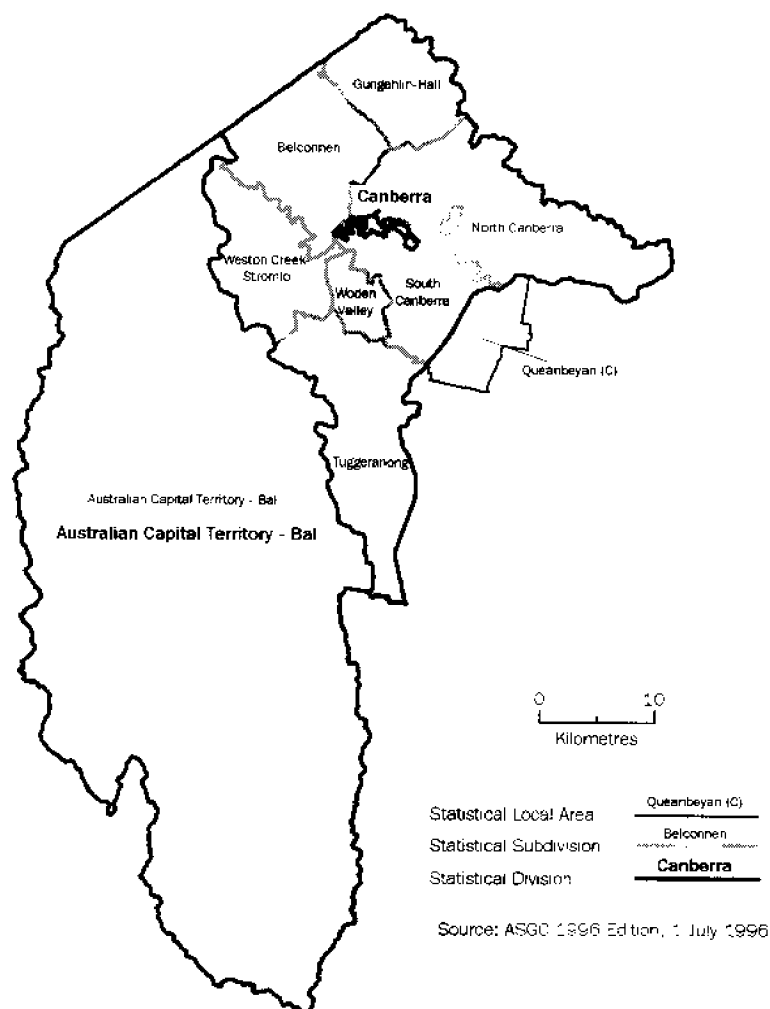 Gungahlin-Hall
Belconnen
Canberra
North Canberra
Weston Creek-
Stromlo
Woden
Valley
South
Canberra
Queanbeyan (C)
Tuggeranong
Australian Capital Territory - Bal
Australian Capital Territory - Bal
0 10
Kilometres
Statistical Local Area Queanbeyan (C)
Statistical Subdivision Belconnen
Statistical Division Canberra
Source: ASGC 1996 Edition, 1 July 1996